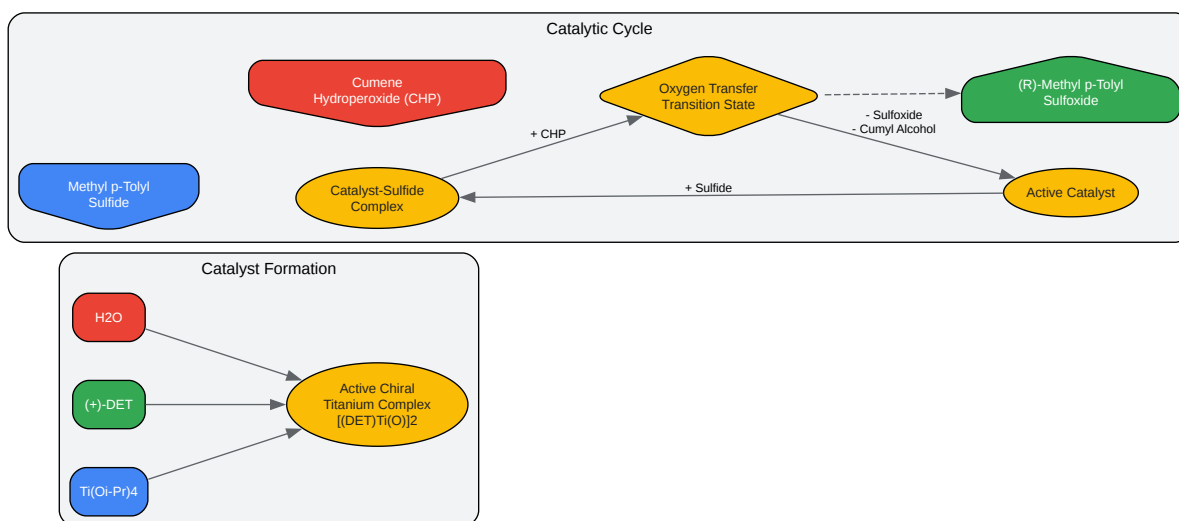 Catalytic Cycle
Cumene
Hydroperoxide (CHP)
Oxygen Transfer
Transition State
(R)-Methyl p-Tolyl
Sulfoxide
- Sulfoxide
- Cumyl Alcohol
+ CHP
Methyl p-Tolyl
Sulfide
Catalyst-Sulfide
Complex
+ Sulfide
Active Catalyst
Catalyst Formation
H2O
(+)-DET
Active Chiral
Titanium Complex
[(DET)Ti(O)]2
Ti(Oi-Pr)4